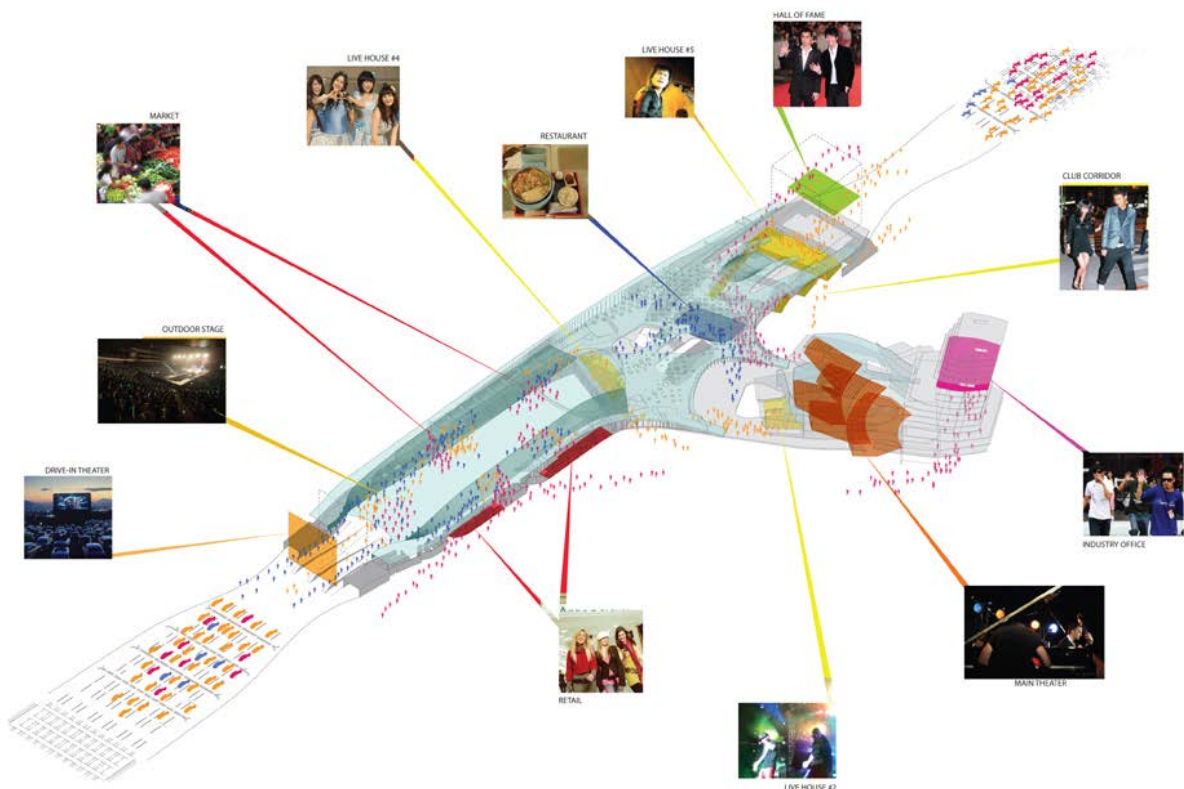 HALL OF FAME
LIVE HOUSE #5
LIVE HOUSE #4
MARKET
RESTAURANT
CLUB CORRIDOR
OUTDOOR STAGE
DRIVE-IN THEATER
INDUSTRY OFFICE
MAIN THEATER
RETAIL
LIVE HOUSE #2